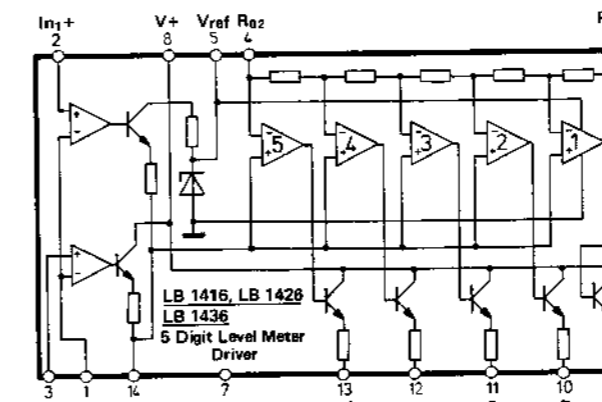 In1+ V+ Vref R02
2 8 5 4
5 4 3 2 1
LB 1416, LB 1426
LB 1436
5 Digit Level Meter
Driver
3 1 14 7 13 12 11 10